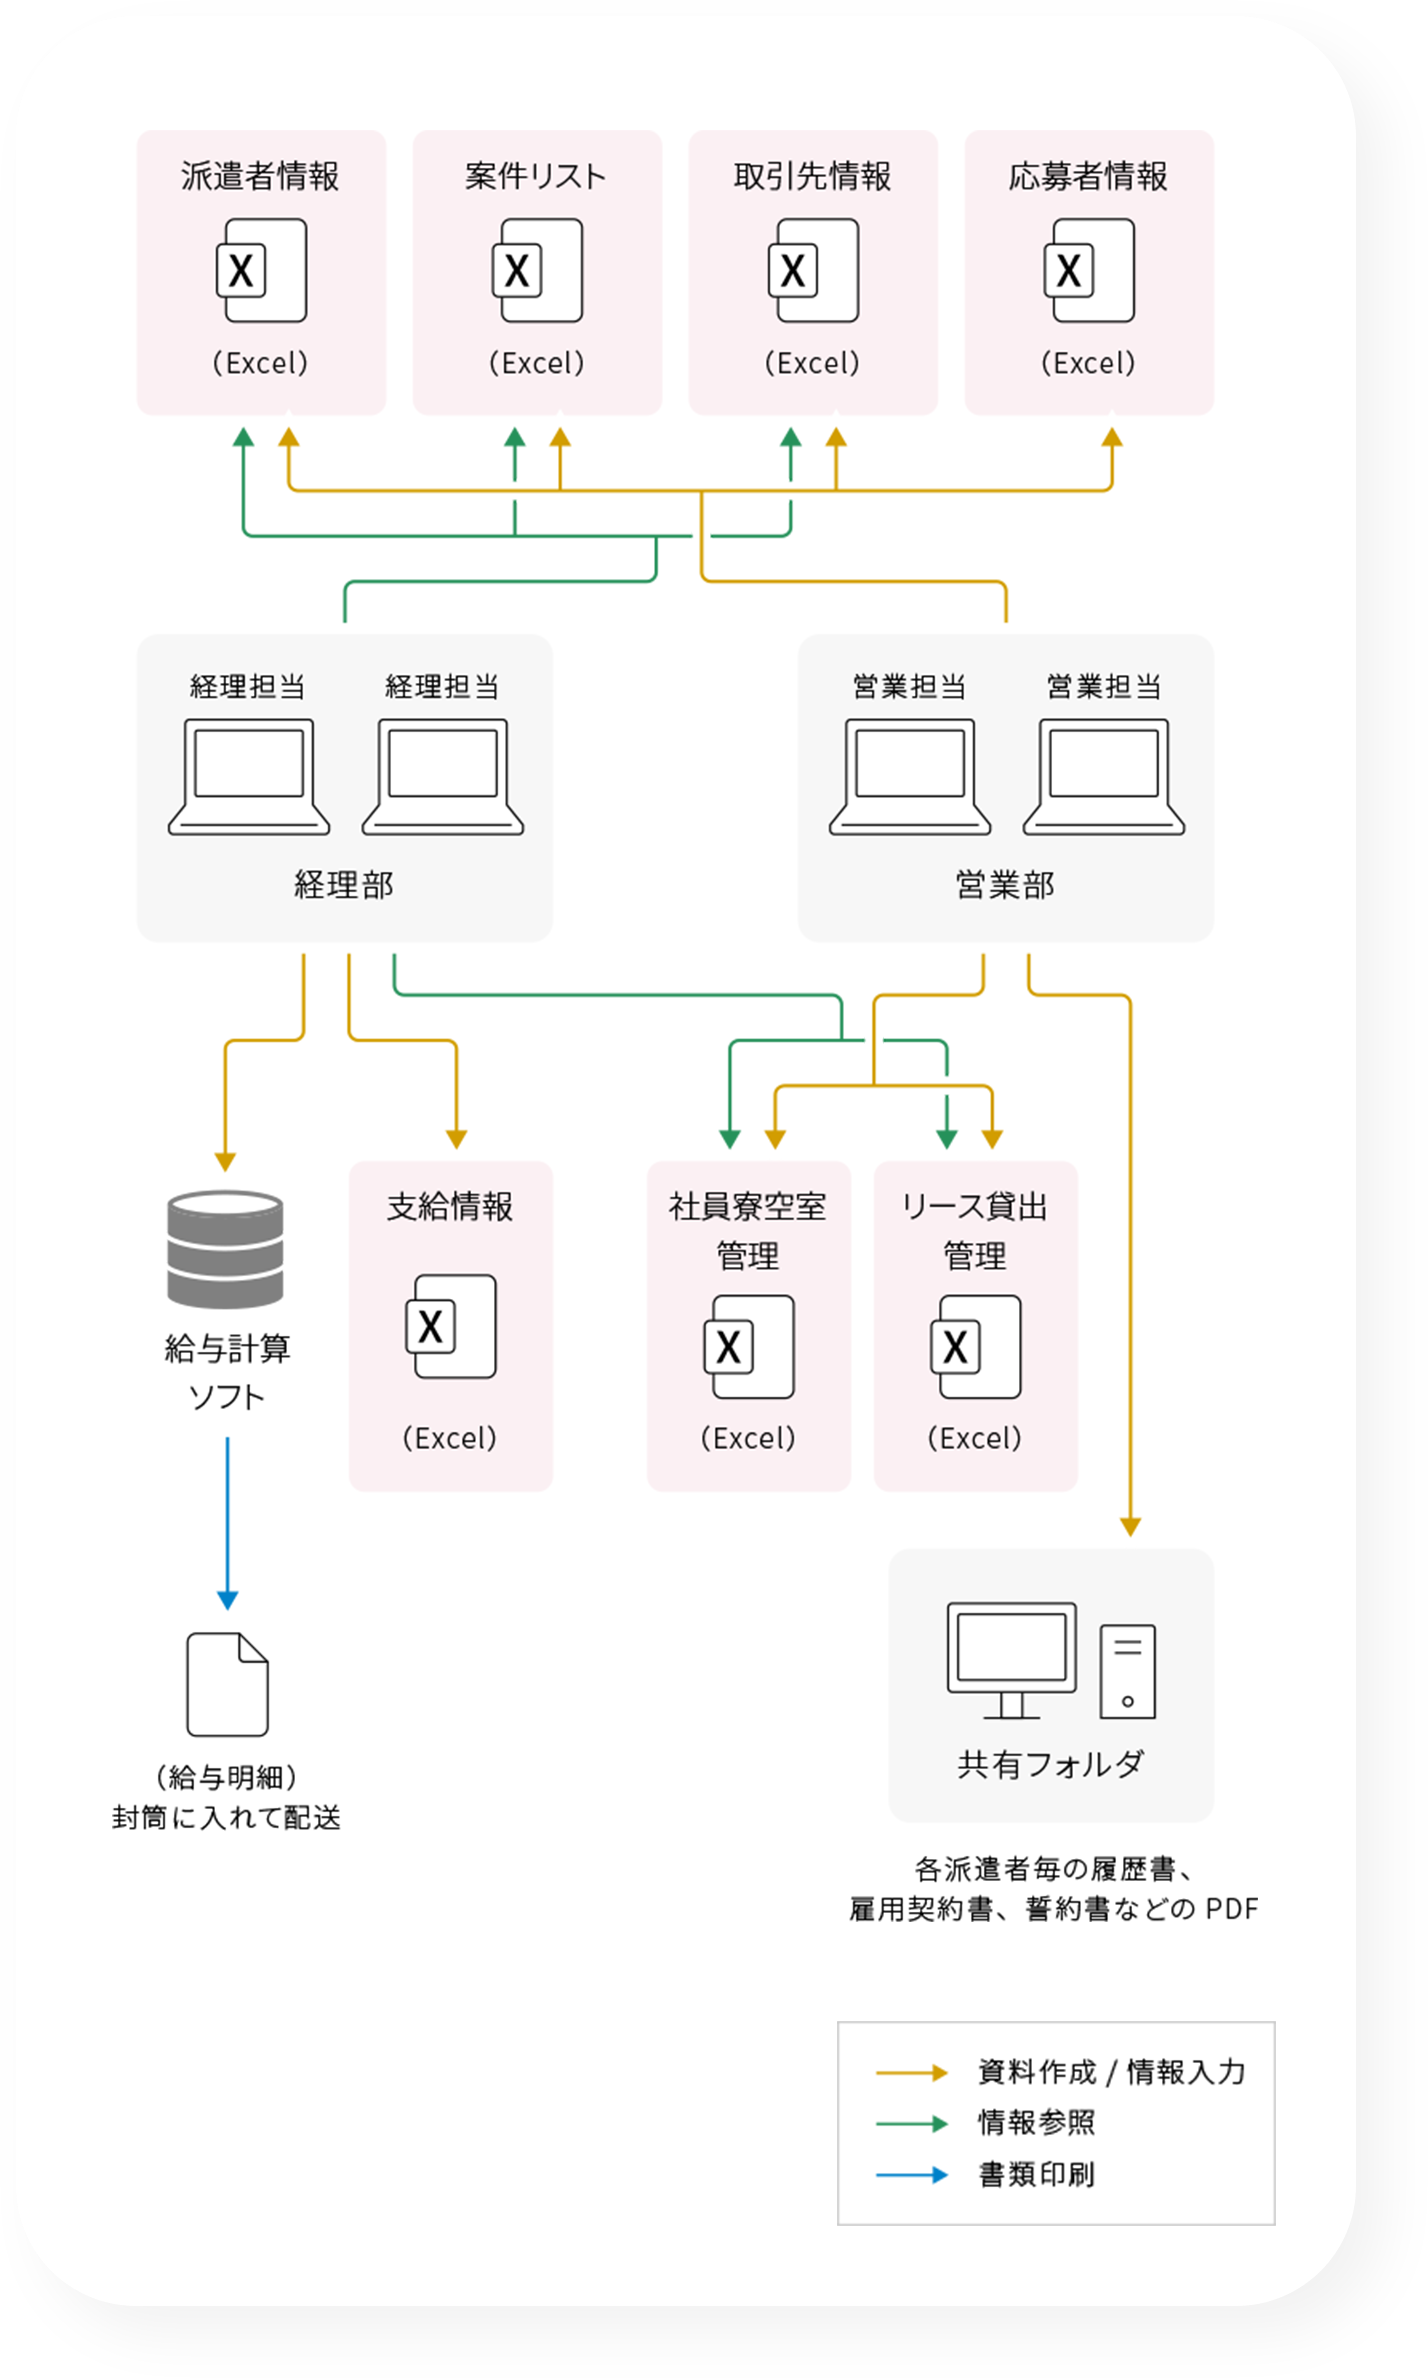 派遣者情報
案件リスト
取引先情報
応募者情報
X
X
X
X
（Excel）
（Excel）
（Excel）
（Excel）
経理担当
経理担当
営業担当
営業担当
経理部
営業部
支給情報
X
（Excel）
社員寮空室
管理
X
（Excel）
リース貸出
管理
X
（Excel）
給与計算
ソフト
（給与明細）
封筒に入れて配送
共有フォルダ
各派遣者毎の履歴書、
雇用契約書、誓約書などの PDF
資料作成 / 情報入力
情報参照
書類印刷